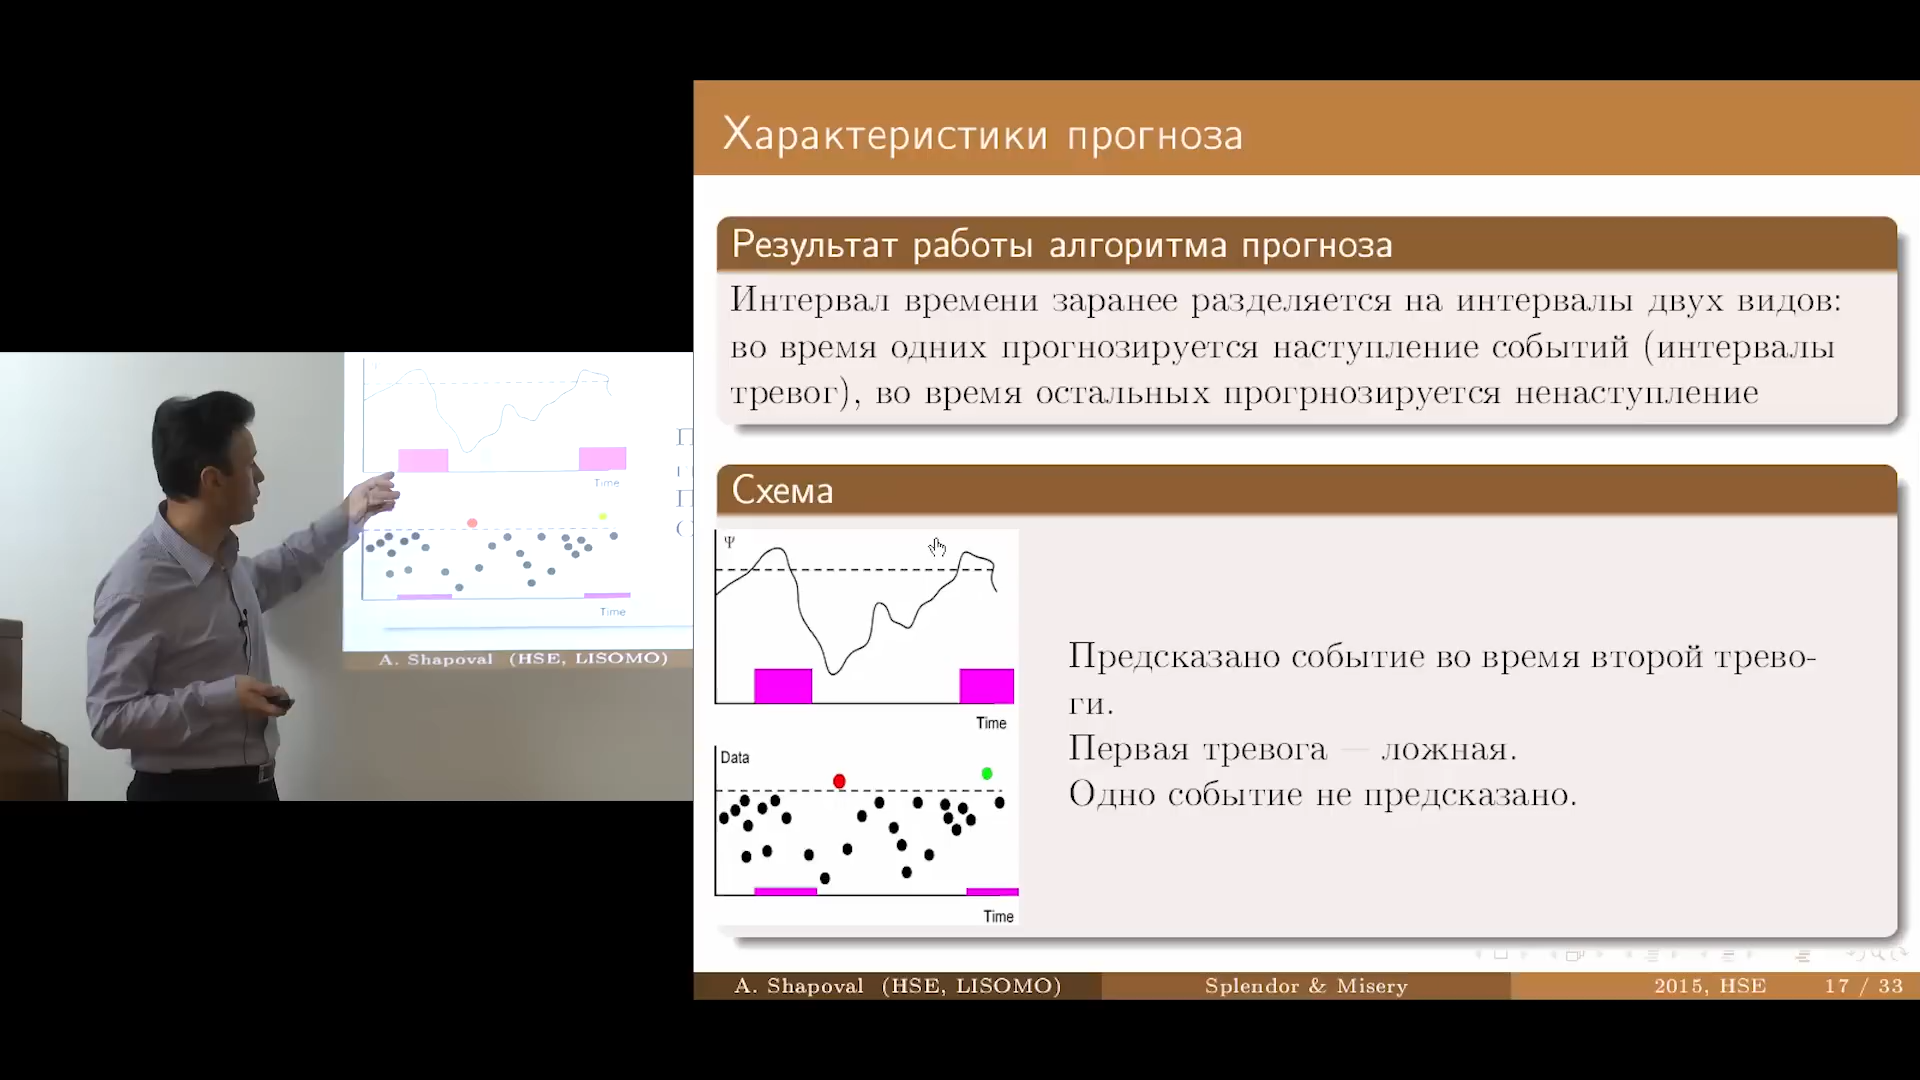 Характеристики прогноза
Результат работы алгоритма прогноза
Интервал времени заранее разделяется на интервалы двух видов:
во время одних прогнозируется наступление событий (интервалы
тревог), во время остальных прогрнозируется ненаступление
Схема
Ψ
Time
Data
Time
Предсказано событие во время второй трево-
ги.
Первая тревога — ложная.
Одно событие не предсказано.
A. Shapoval (HSE, LISOMO)
Splendor & Misery
2015, HSE
17 / 33
Time
П
П
С
Time
A. Shapoval (HSE, LISOMO)